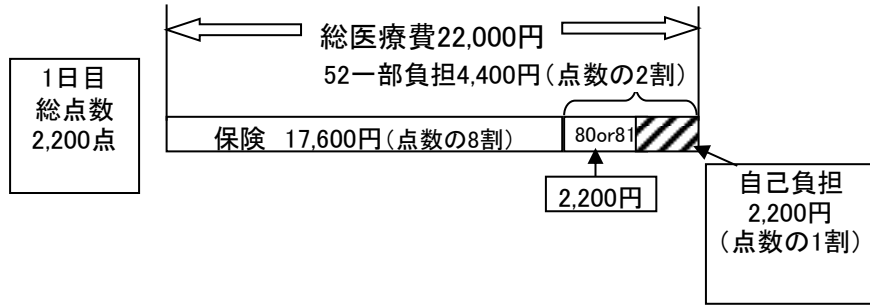 総医療費22,000円
52一部負担4,400円(点数の2割)
1日目
総点数
2,200点
保険 17,600円(点数の8割)
80or81
2,200円
自己負担
2,200円
(点数の1割)